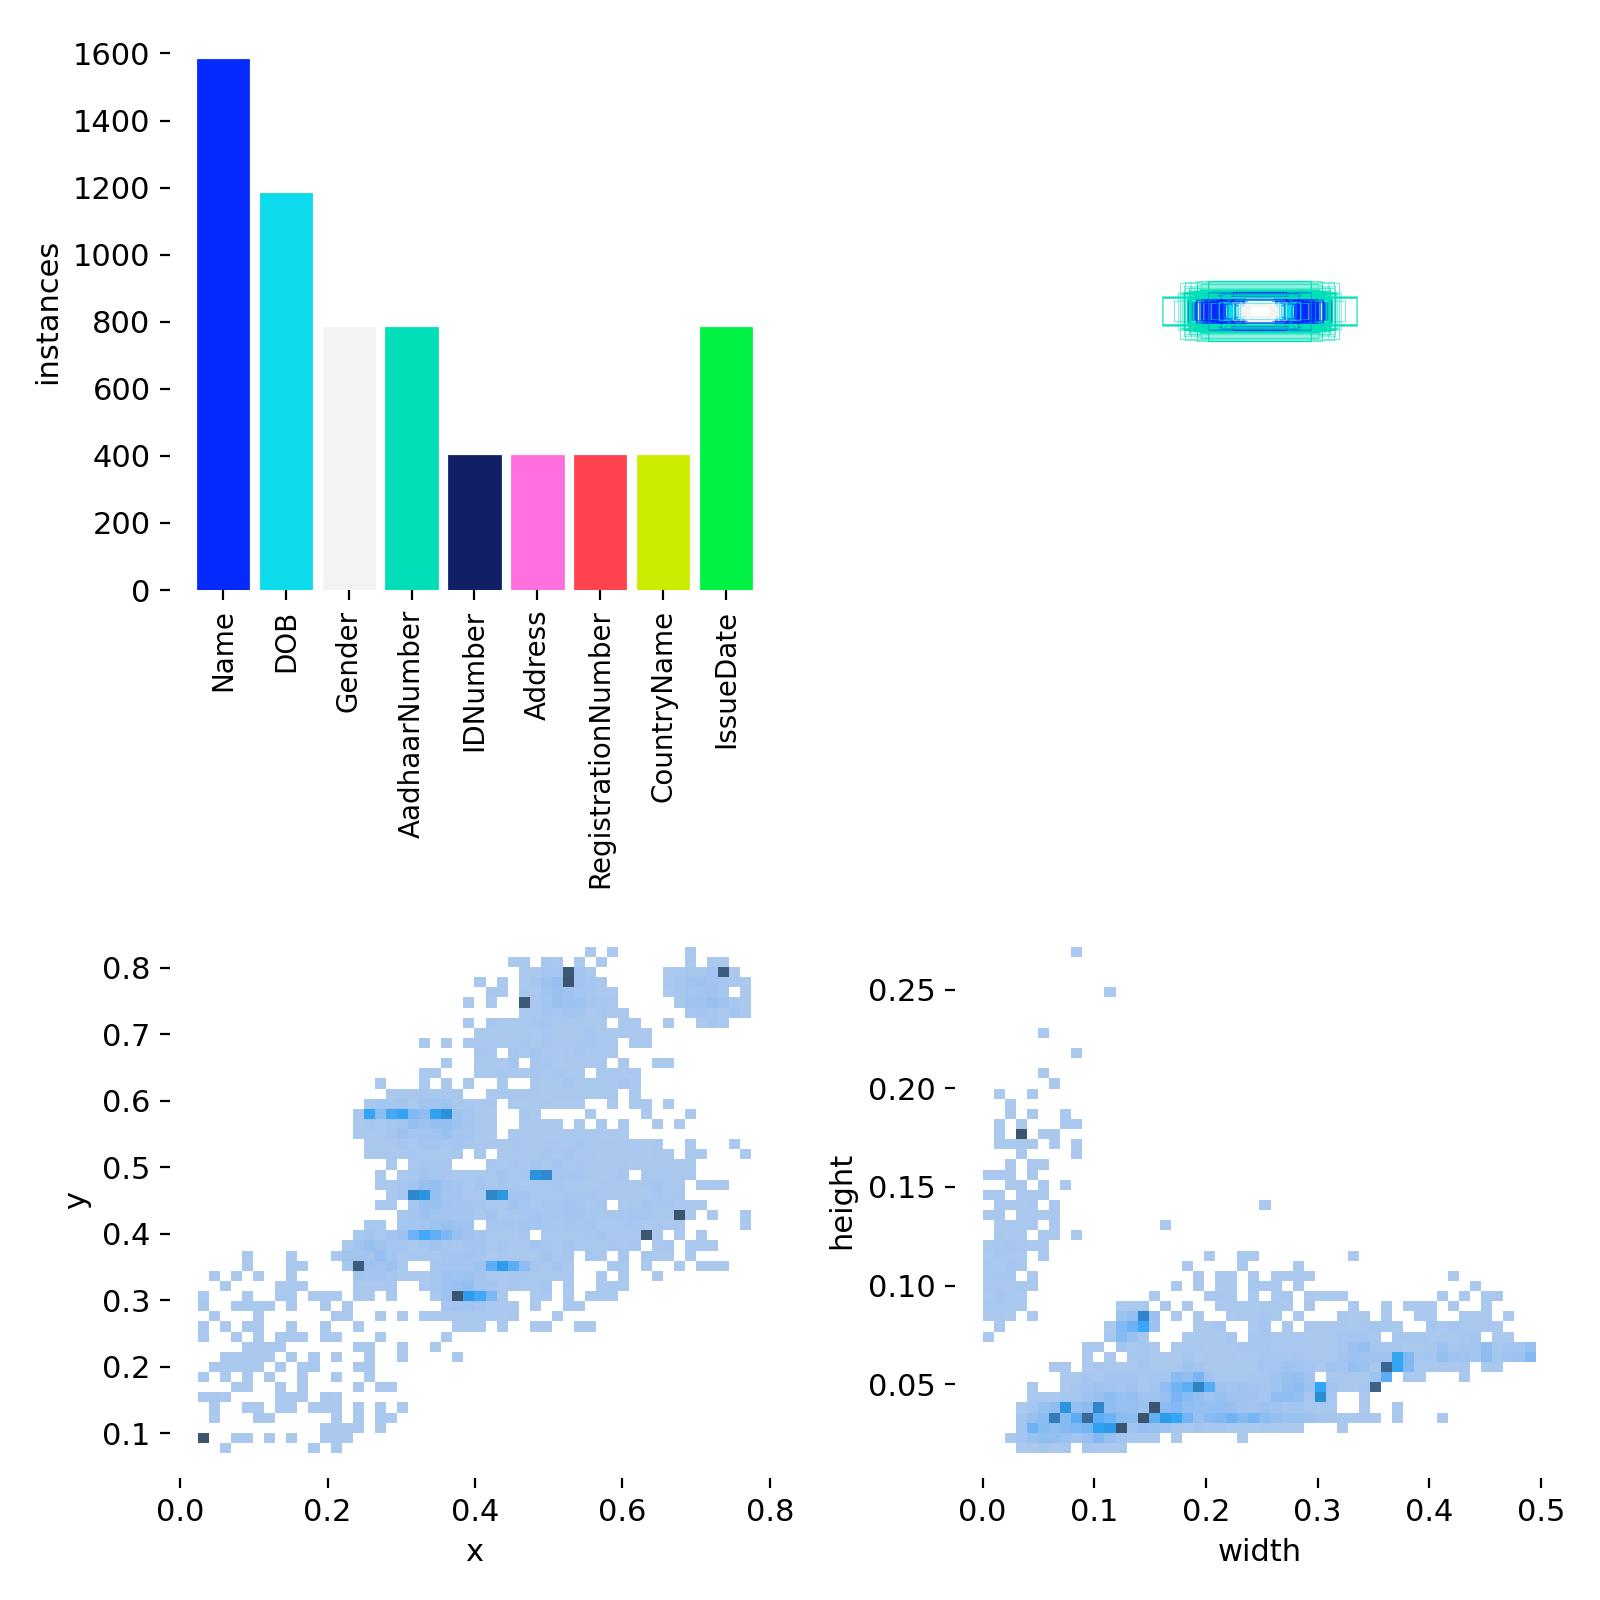 1600
1400
1200
1000
800
600
400
200
0
instances
Name
DOB
Gender
AadhaarNumber
IDNumber
Address
RegistrationNumber
CountryName
IssueDate
0.8
0.7
0.6
0.5
0.4
0.3
0.2
0.1
y
0.0 0.2 0.4 0.6 0.8
x
0.25
0.20
0.15
0.10
0.05
height
0.0 0.1 0.2 0.3 0.4 0.5
width